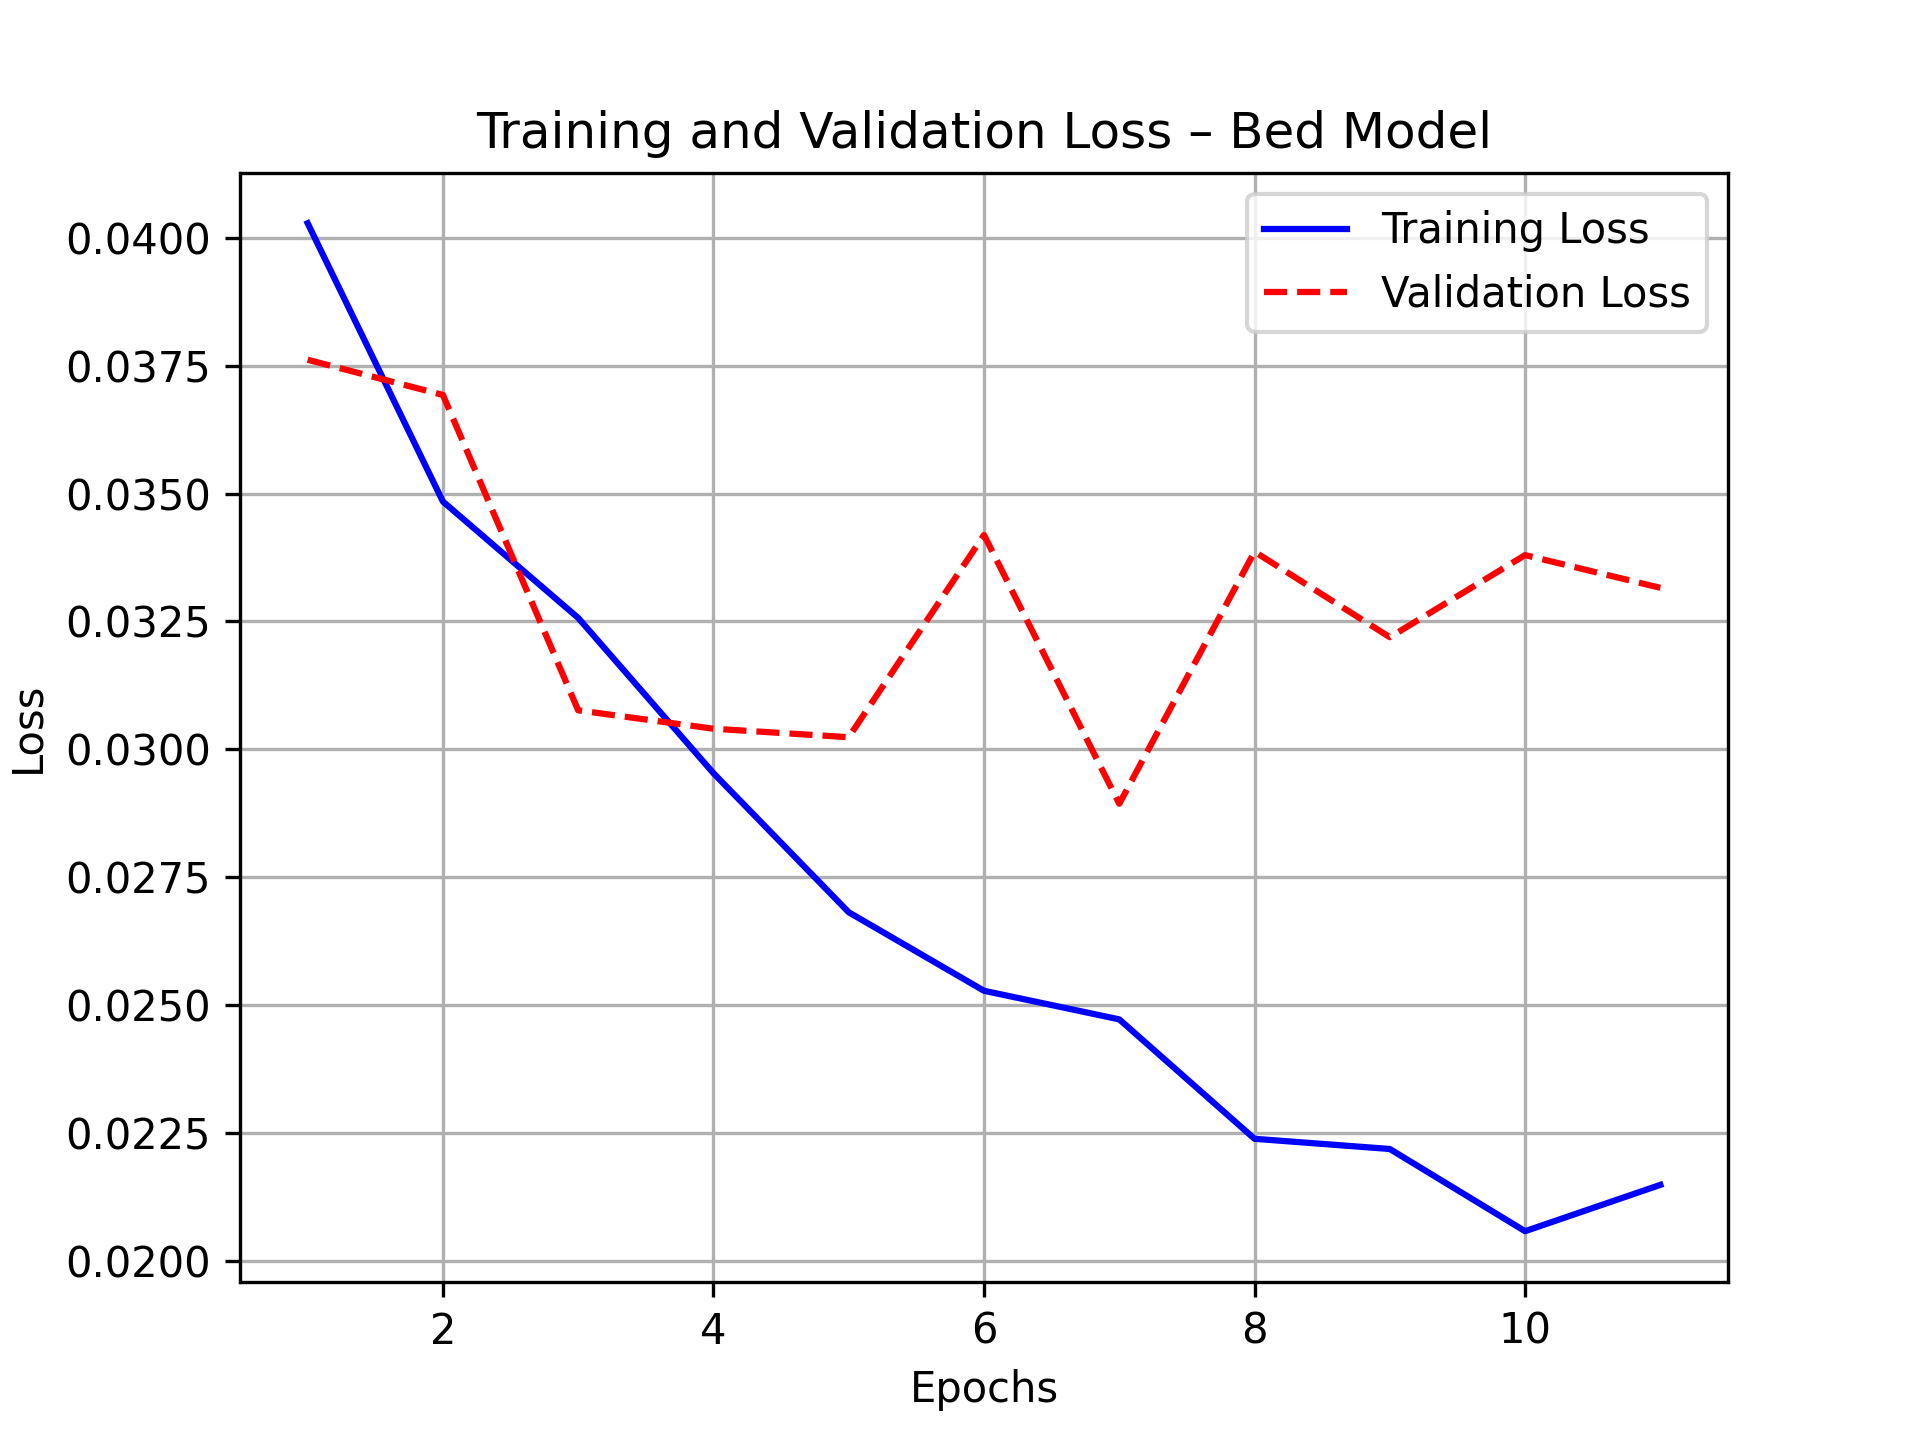 Training and Validation Loss – Bed Model
Training Loss
Validation Loss
0.0400
0.0375
0.0350
0.0325
0.0300
0.0275
0.0250
0.0225
0.0200
Loss
2 4 6 8 10
Epochs